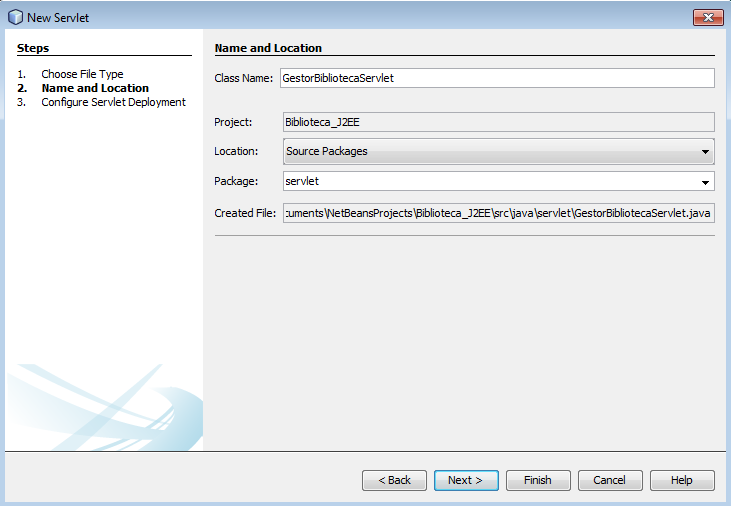 New Servlet
Steps
1. Choose File Type
2. Name and Location
3. Configure Servlet Deployment
Name and Location
Class Name: GestorBibliotecaServlet
Project: Biblioteca_J2EE
Location: Source Packages
Package: servlet
Created File: :uments\NetBeansProjects\Biblioteca_J2EE\src\java\servlet\GestorBibliotecaServlet.java
< Back Next > Finish Cancel Help